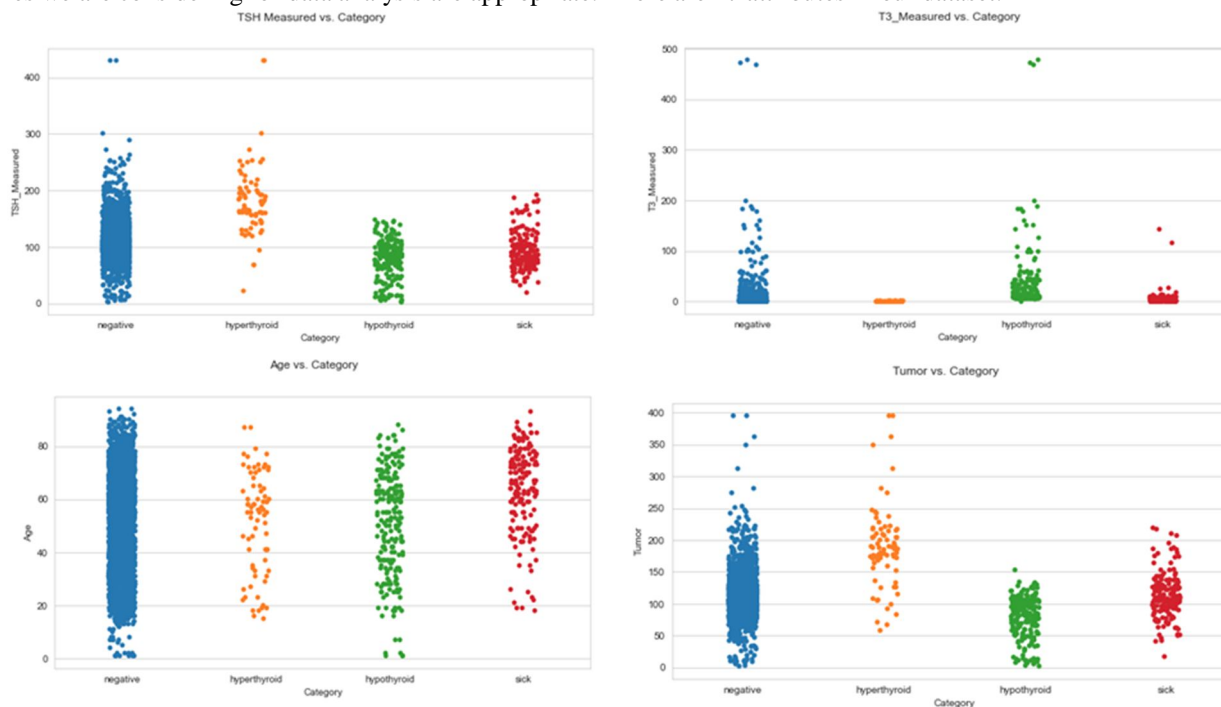 TSH Measured vs. Category
TSH_Measured
400
300
200
100
0
negative hyperthyroid hypothyroid sick
Category
T3_Measured vs. Category
T3_Measured
500
400
300
200
100
0
negative hyperthyroid hypothyroid sick
Category
Age vs. Category
Age
80
60
40
20
0
negative hyperthyroid hypothyroid sick
Category
Tumor vs. Category
Tumor
400
350
300
250
200
150
100
50
0
negative hyperthyroid hypothyroid sick
Category